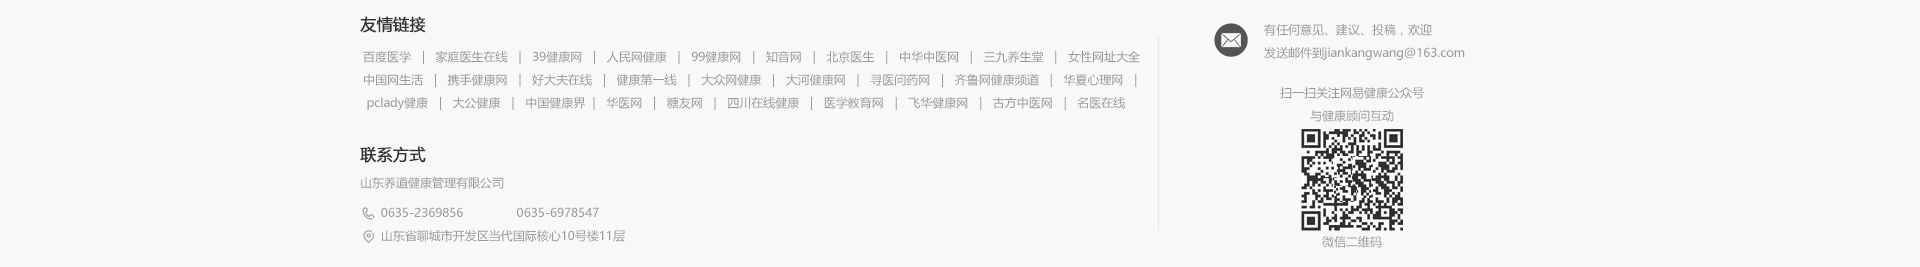 友情链接
百度医学 | 家庭医生在线 | 39健康网 | 人民网健康 | 99健康网 | 知音网 | 北京医生 | 中华中医网 | 三九养生堂 | 女性网址大全
中国网生活 | 携手健康网 | 好大夫在线 | 健康第一线 | 大众网健康 | 大河健康网 | 寻医问药网 | 齐鲁网健康频道 | 华夏心理网 |
pclady健康 | 大公健康 | 中国健康界 | 华医网 | 糖友网 | 四川在线健康 | 医学教育网 | 飞华健康网 | 古方中医网 | 名医在线
联系方式
山东养道健康管理有限公司
0635-2369856 0635-6978547
山东省聊城市开发区当代国际核心10号楼11层
有任何意见、建议、投稿，欢迎
发送邮件到jiankangwang@163.com
扫一扫关注网易健康公众号
与健康顾问互动
微信二维码